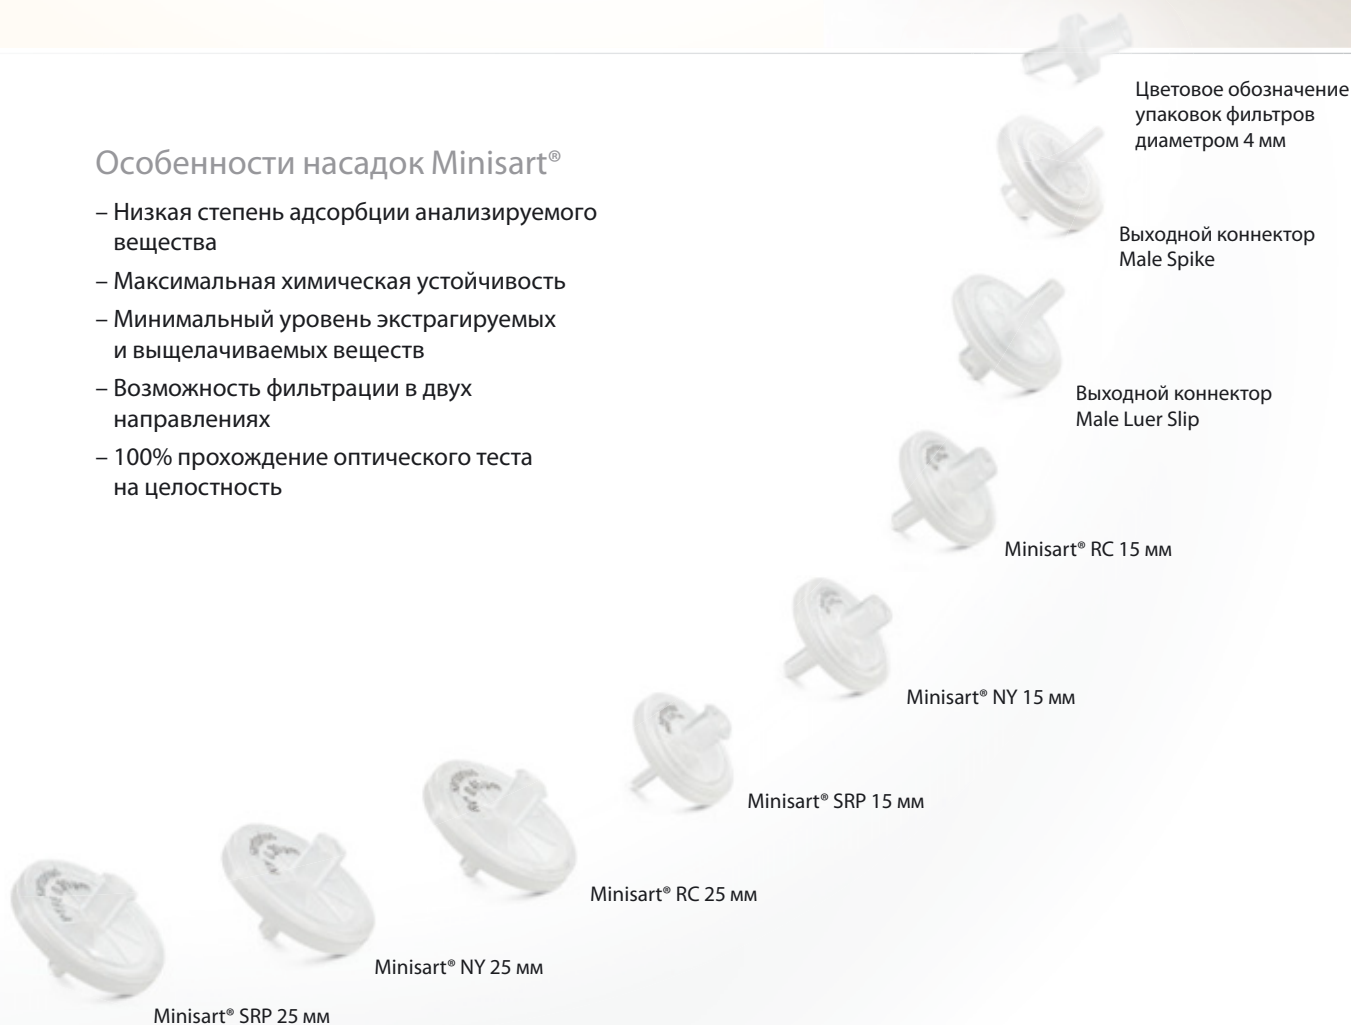 Цветовое обозначение
упаковок фильтров
диаметром 4 мм
Особенности насадок Minisart®
– Низкая степень адсорбции анализируемого
вещества
– Максимальная химическая устойчивость
– Минимальный уровень экстрагируемых
и выщелачиваемых веществ
– Возможность фильтрации в двух
направлениях
– 100% прохождение оптического теста
на целостность
Выходной коннектор
Male Spike
Выходной коннектор
Male Luer Slip
Minisart® RC 15 мм
Minisart® NY 15 мм
Minisart® SRP 15 мм
Minisart® RC 25 мм
Minisart® NY 25 мм
Minisart® SRP 25 мм